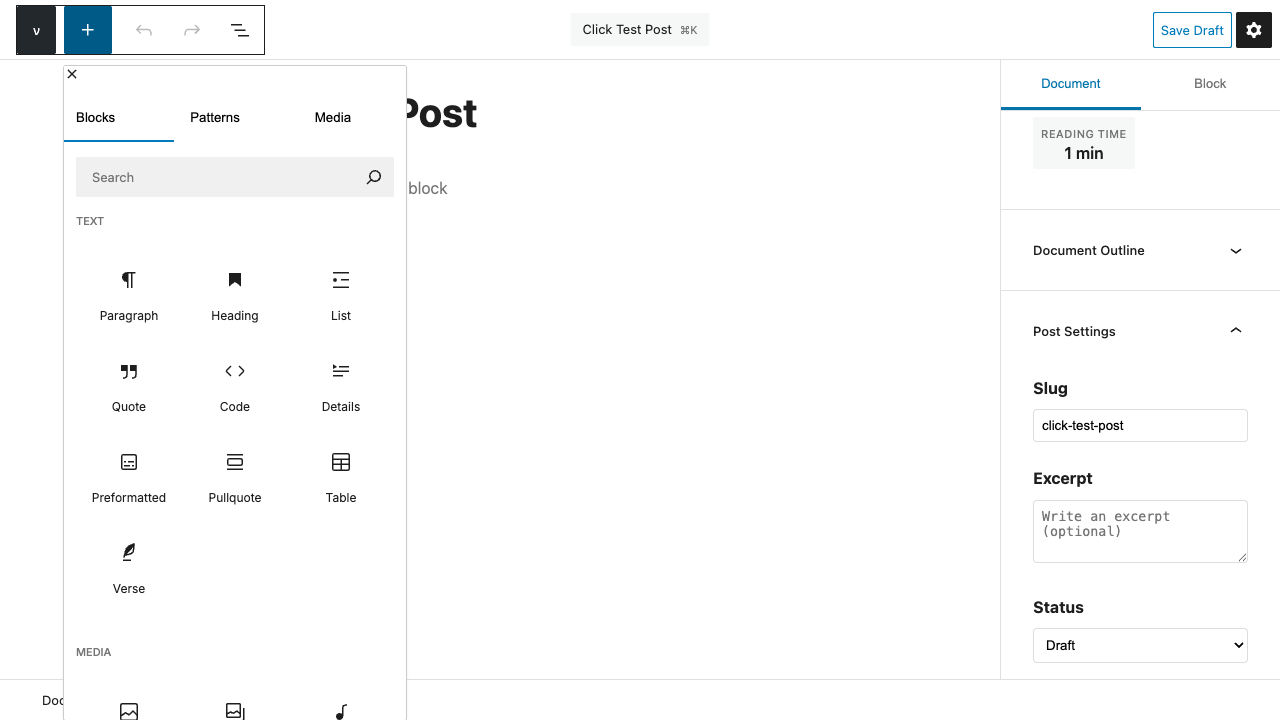 v
Click Test Post ⌘K
Save Draft
Blocks Patterns Media
Search
TEXT
Paragraph Heading List
Quote Code Details
Preformatted Pullquote Table
Verse
MEDIA
Post
block
Document Block
READING TIME
1 min
Document Outline
Post Settings
Slug
click-test-post
Excerpt
Write an excerpt
(optional)
Status
Draft